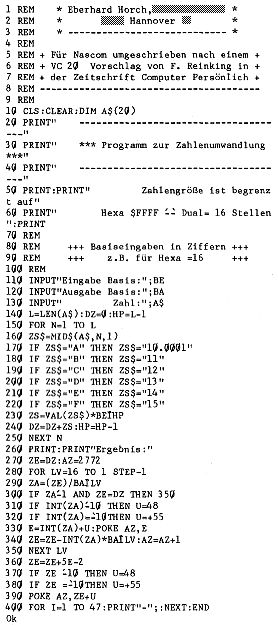 1 REM    * Eberhard Horch, *
2 REM    * Hannover *
3 REM    * ------------------------- *
4 REM
5 REM + Für Nascom umgeschrieben nach einem +
6 REM + VC 20  Vorschlag von F. Reinking in +
7 REM + der Zeitschrift Computer Persönlich +
8 REM ---------------------------------
9 REM
10 CLS:CLEAR:DIM A$(20)
20 PRINT"    ----------------------------
---"
30 PRINT"    *** Programm zur Zahlenumwandlung
***"
40 PRINT"    ----------------------------
---"
50 PRINT:PRINT"        Zahlengröße ist begrenz
t auf"
60 PRINT"        Hexa $FFFF -- Dual= 16 Stellen
":PRINT
70 REM
80 REM    +++ Basiseingaben in Ziffern +++
90 REM    +++    z.B. für Hexa =16     +++
100 REM
110 INPUT"Eingabe Basis:";BE
120 INPUT"Ausgabe Basis:";BA
130 INPUT"        Zahl:";A$
140 L=LEN(A$):DZ=0:HP=L-1
150 FOR N=1 TO L
160 ZS$=MID$(A$,N,1)
170 IF ZS$="A" THEN ZS$="10.0001"
180 IF ZS$="B" THEN ZS$="11"
190 IF ZS$="C" THEN ZS$="12"
200 IF ZS$="D" THEN ZS$="13"
210 IF ZS$="E" THEN ZS$="14"
220 IF ZS$="F" THEN ZS$="15"
230 ZS=VAL(ZS$)*BE↑HP
240 DZ=DZ+ZS:HP=HP-1
250 NEXT N
260 PRINT:PRINT"Ergebnis:"
270 ZE=DZ:AZ=2772
280 FOR LV=16 TO 1 STEP-1
290 ZA=(ZE)/BA↑LV
300 IF ZA-1 AND ZE=DZ THEN 350
310 IF INT(ZA)-10 THEN U=48
320 IF INT(ZA)=-10THEN U=+55
330 E=INT(ZA)+U:POKE AZ,E
340 ZE=ZE-INT(ZA)*BA↑LV:AZ=AZ+1
350 NEXT LV
360 ZE=ZE+5E-2
370 IF ZE -10 THEN U=48
380 IF ZE =-10 THEN U=+55
390 POKE AZ,ZE+U
400 FOR I=1 TO 47:PRINT"-";:NEXT:END
Ok